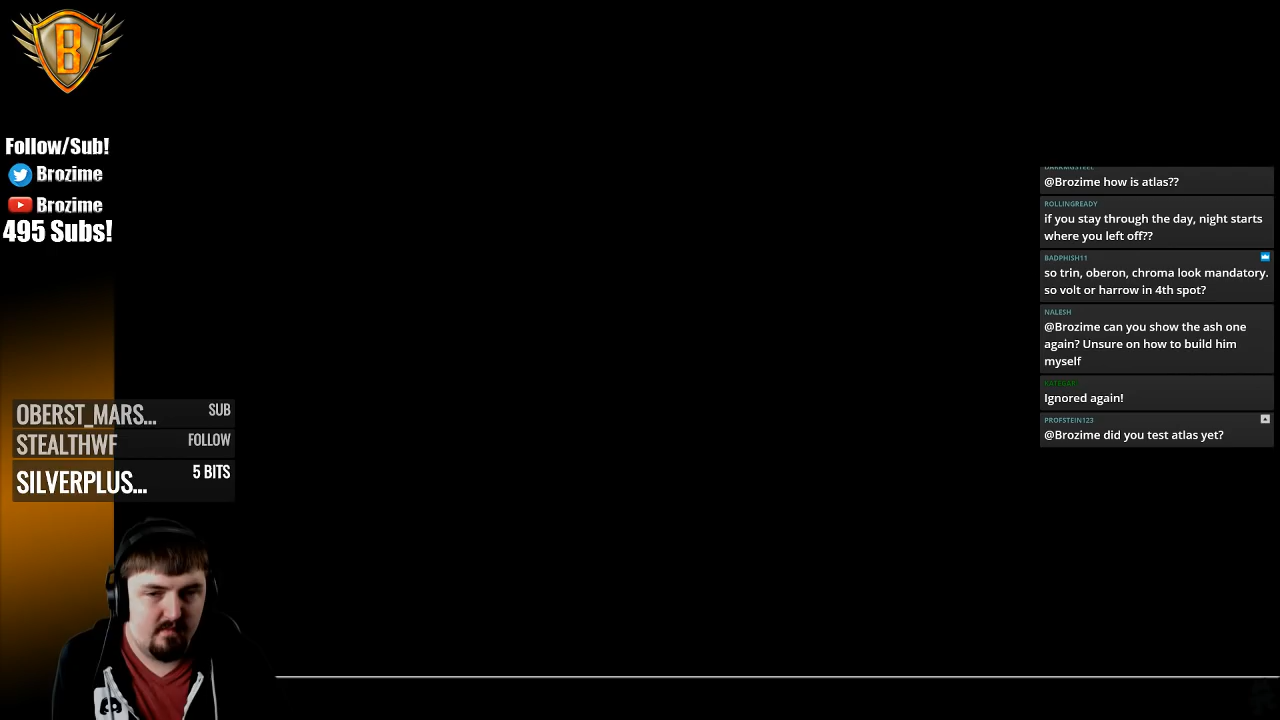 B
Follow/Sub!
Brozime
Brozime
495 Subs!
OBERST_MARS... SUB
STEALTHWF FOLLOW
SILVERPLUS... 5 BITS
@Brozime how is atlas??
ROLLINGREADY
if you stay through the day, night starts
where you left off??
BADPHISH11
so trin, oberon, chroma look mandatory.
so volt or harrow in 4th spot?
NALESH
@Brozime can you show the ash one
again? Unsure on how to build him
myself
Ignored again!
PROFSTEIN123
@Brozime did you test atlas yet?